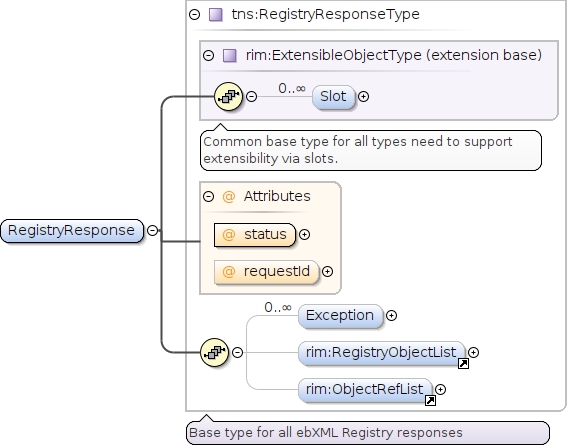 tns:RegistryResponseType
rim:ExtensibleObjectType (extension base)
0..∞
Slot
Common base type for all types need to support
extensibility via slots.
@ Attributes
@ status
RegistryResponse
@ requestId
0..∞
Exception
rim:RegistryObjectList
rim:ObjectRefList
Base type for all ebXML Registry responses